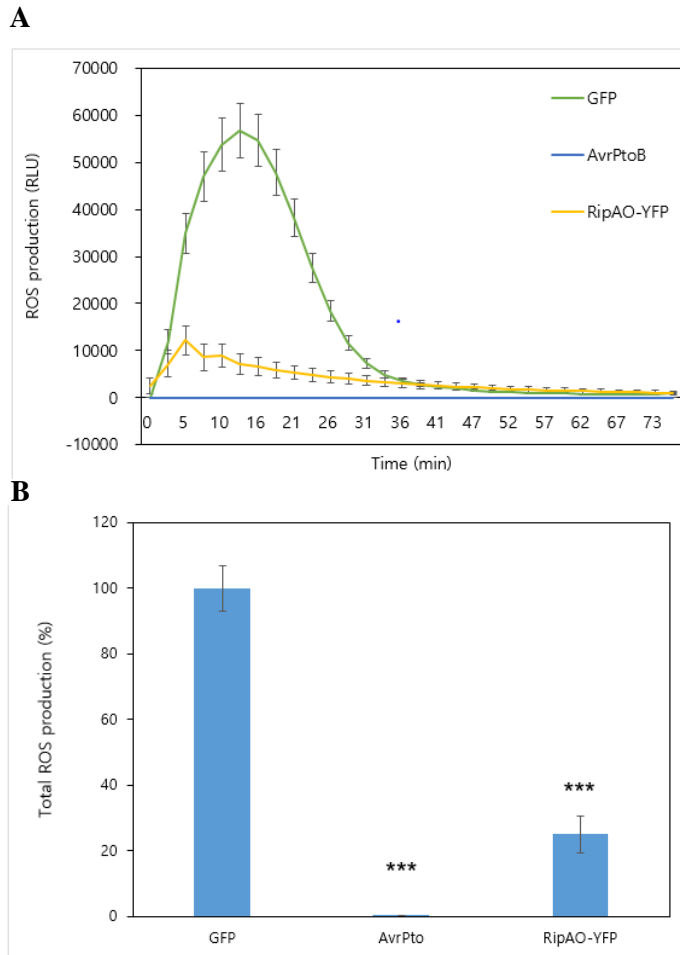 A
70000
60000
50000
40000
30000
20000
10000
0
-10000
ROS production (RLU)
GFP
AvrPtoB
RipAO-YFP
0 5 10 16 21 26 31 36 41 47 52 57 62 67 73
Time (min)
B
120
100
80
60
40
20
0
Total ROS production (%)
***
***
GFP AvrPto RipAO-YFP